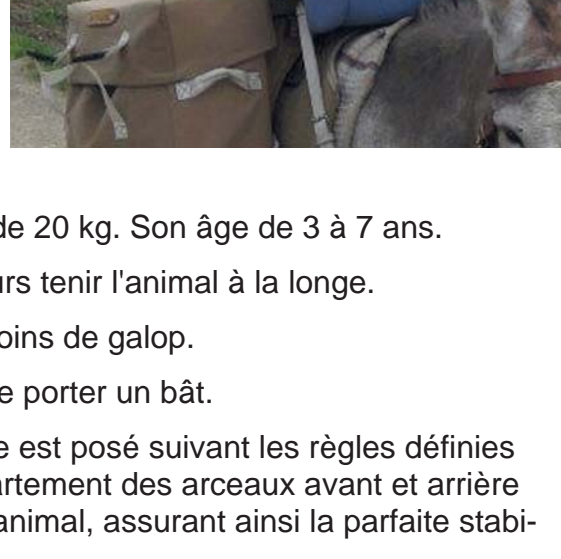 de 20 kg. Son âge de 3 à 7 ans.
urs tenir l'animal à la longe.
oins de galop.
e porter un bât.
e est posé suivant les règles définies
artement des arceaux avant et arrière
animal, assurant ainsi la parfaite stabi-